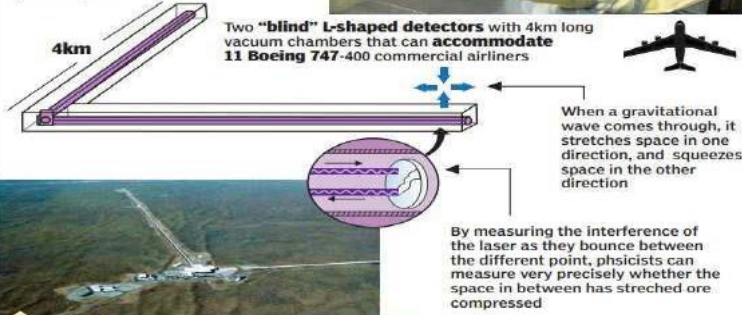 4km
Two “blind” L-shaped detectors with 4km long
vacuum chambers that can accommodate
11 Boeing 747-400 commercial airliners
When a gravitational
wave comes through, it
stretches space in one
direction, and squeezes
space in the other
direction
By measuring the interference of
the laser as they bounce between
the different point, phsicists can
measure very precisely whether the
space in between has streched ore
compressed